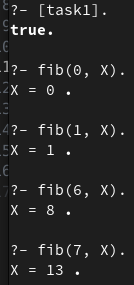 ?- [task1].
true.
?- fib(0, X).
X = 0 .
?- fib(1, X).
X = 1 .
?- fib(6, X).
X = 8 .
?- fib(7, X).
X = 13 .